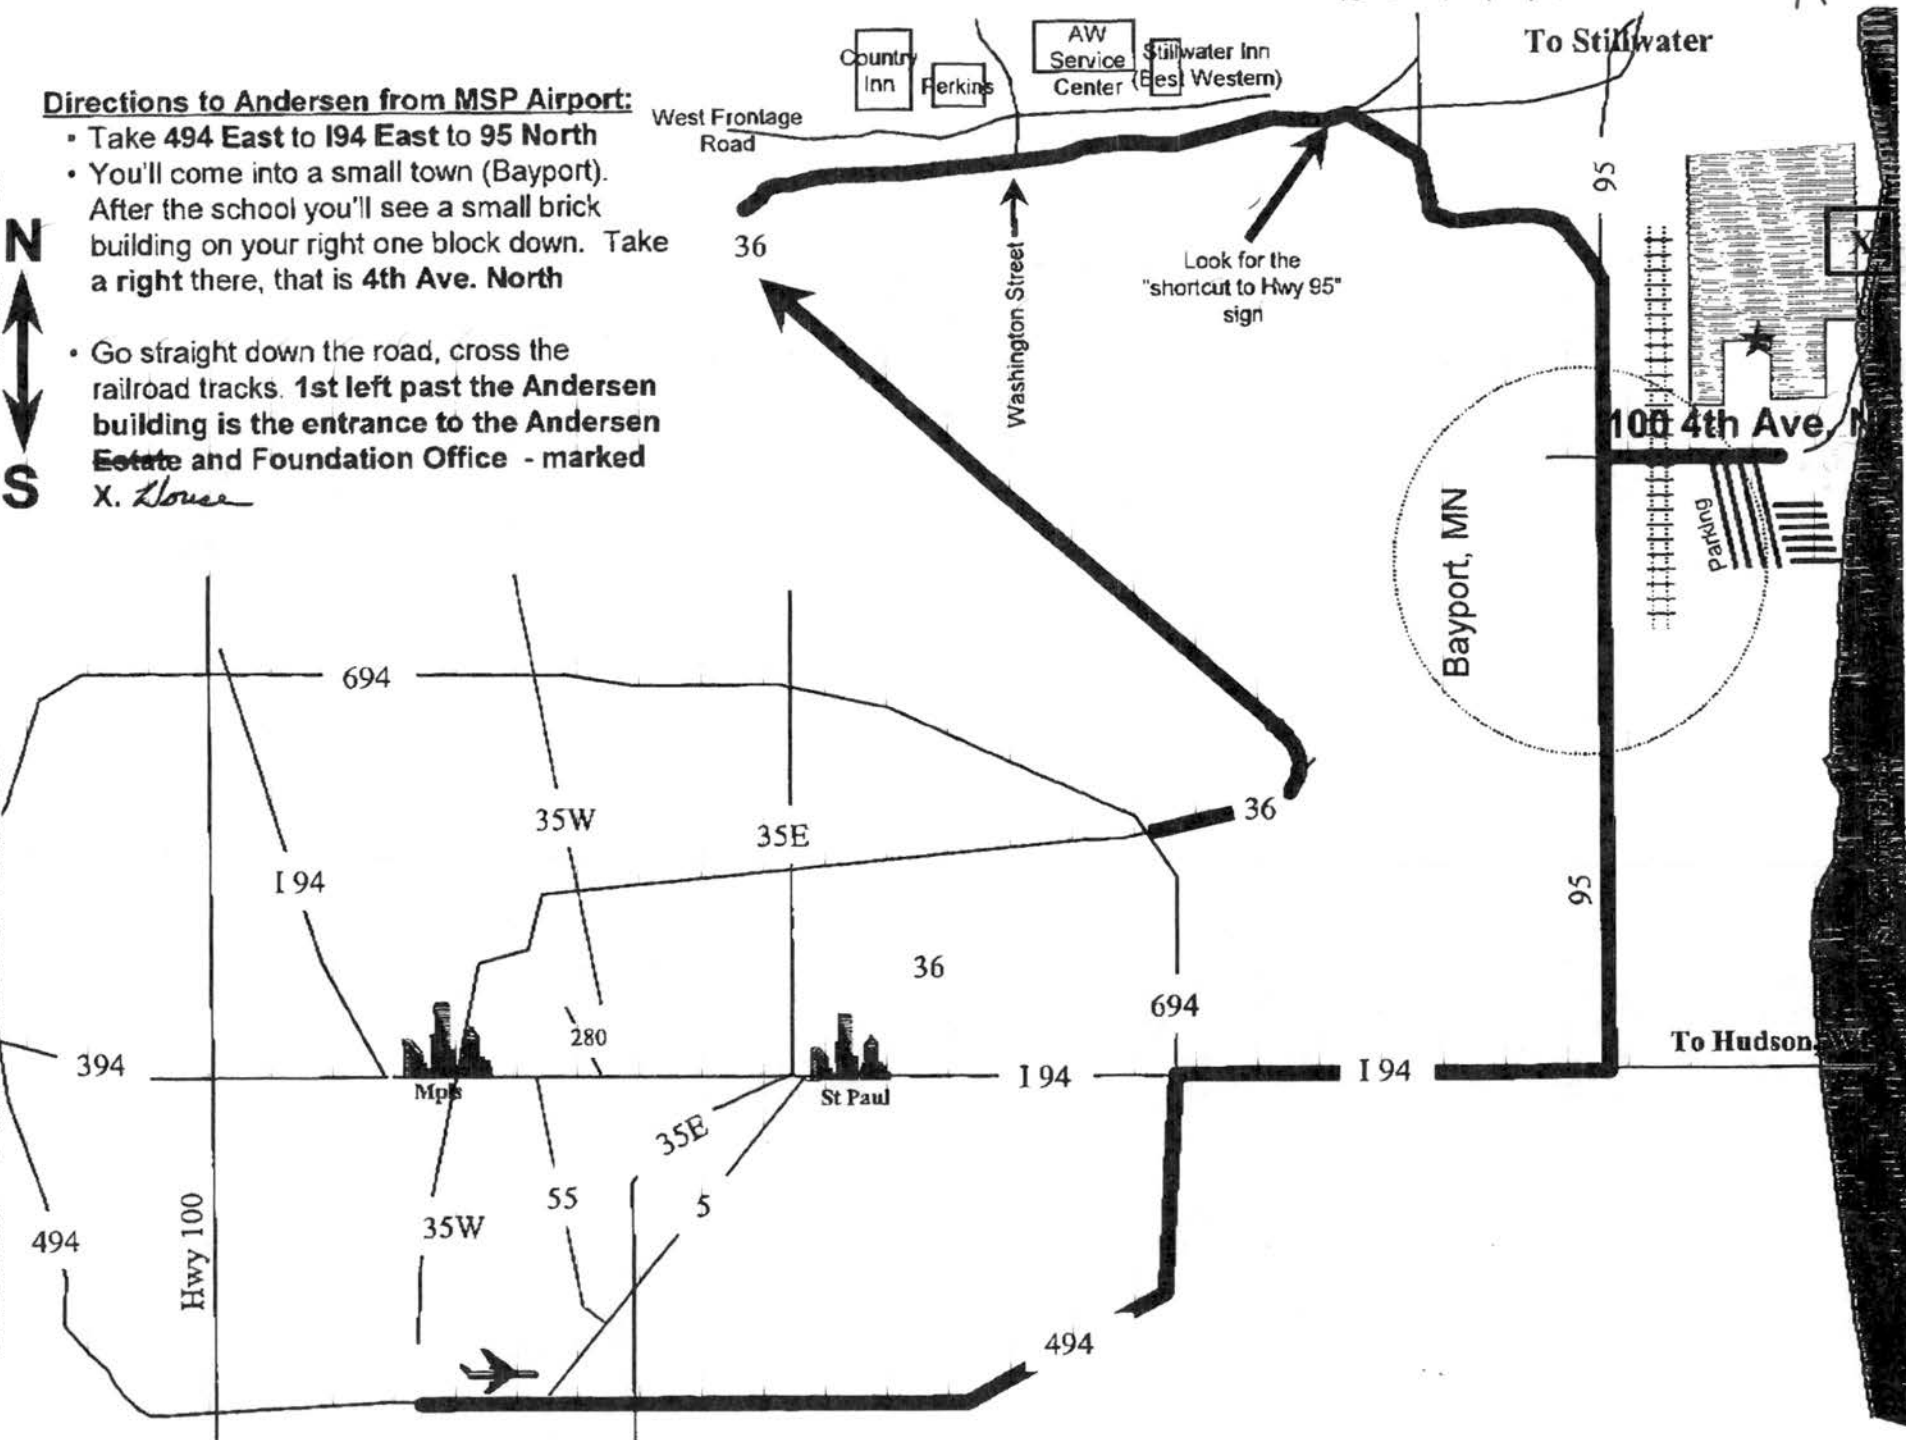 Directions to Andersen from MSP Airport:
• Take 494 East to I94 East to 95 North
• You'll come into a small town (Bayport).
After the school you'll see a small brick
building on your right one block down. Take
a right there, that is 4th Ave. North
• Go straight down the road, cross the
railroad tracks. 1st left past the Andersen
building is the entrance to the Andersen
Estate and Foundation Office - marked
X. House
N
S
Country
Inn
Perkins
AW
Service
Center
Stillwater Inn
(Best Western)
To Stillwater
West Frontage
Road
36
Washington Street
Look for the
"shortcut to Hwy 95"
sign
95
X
100 4th Ave. N
Parking
Bayport, MN
694
35W
35E
I 94
36
36
95
694
280
394
Mpls
St Paul
I 94
I 94
To Hudson, WI
35E
55
5
35W
494
Hwy 100
494